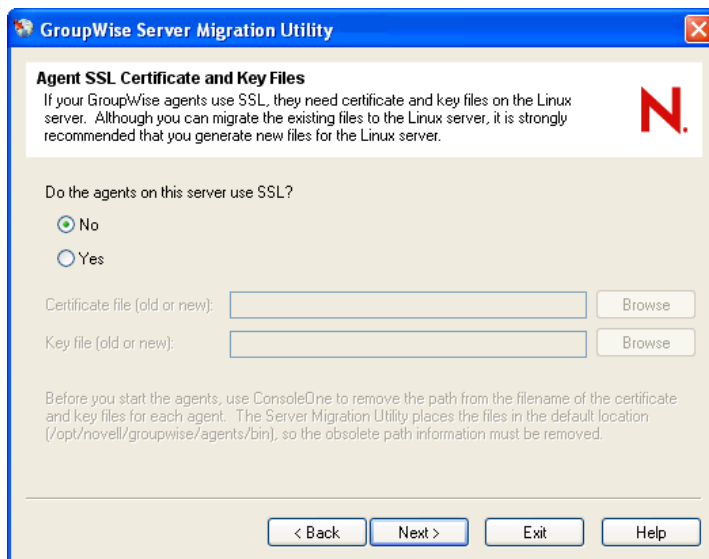 GroupWise Server Migration Utility
Agent SSL Certificate and Key Files
If your GroupWise agents use SSL, they need certificate and key files on the Linux
server.  Although you can migrate the existing files to the Linux server, it is strongly
recommended that you generate new files for the Linux server.
N.
Do the agents on this server use SSL?
No
Yes
Certificate file (old or new):
Browse
Key file (old or new):
Browse
Before you start the agents, use ConsoleOne to remove the path from the filename of the certificate
and key files for each agent.  The Server Migration Utility places the files in the default location
(/opt/novell/groupwise/agents/bin), so the obsolete path information must be removed.
< Back
Next >
Exit
Help